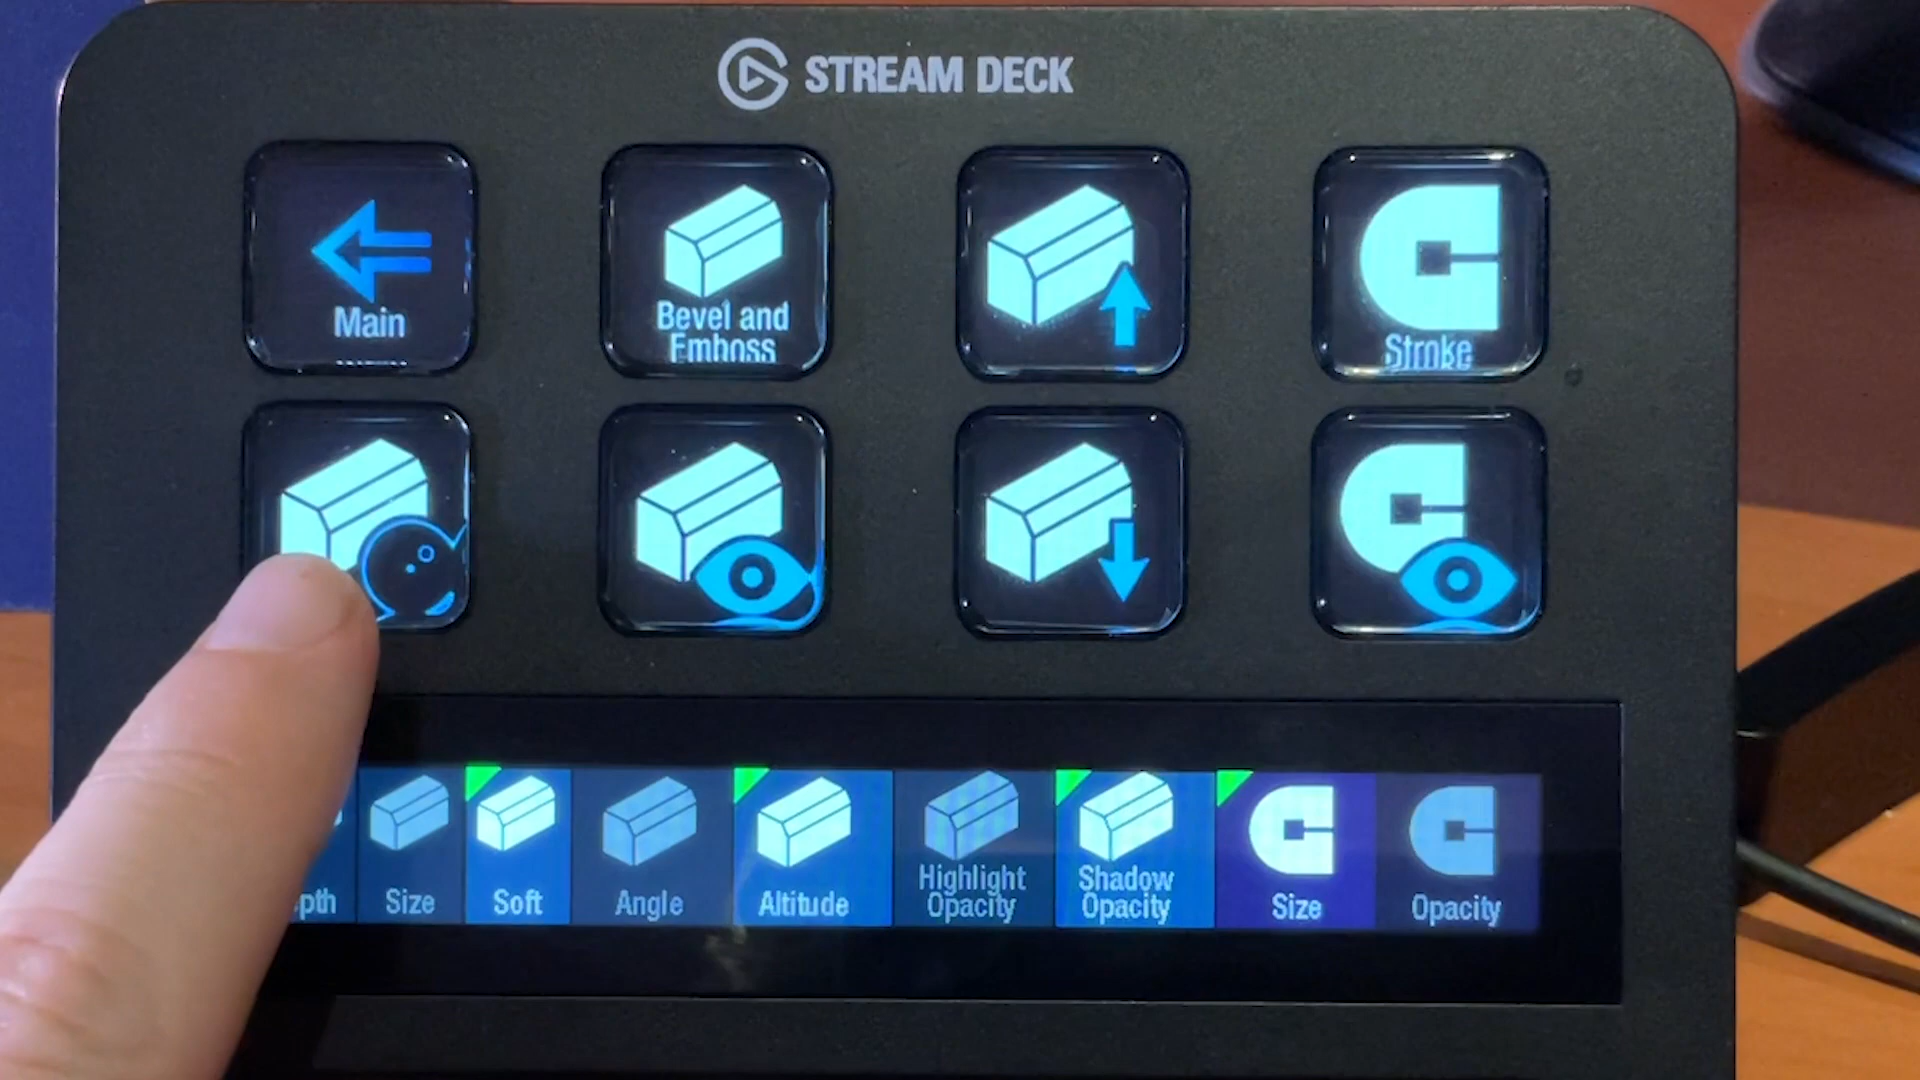 STREAM DECK
Main
Bevel and
Emboss
Stroke
Size
Soft
Angle
Altitude
Highlight
Opacity
Shadow
Opacity
Size
Opacity